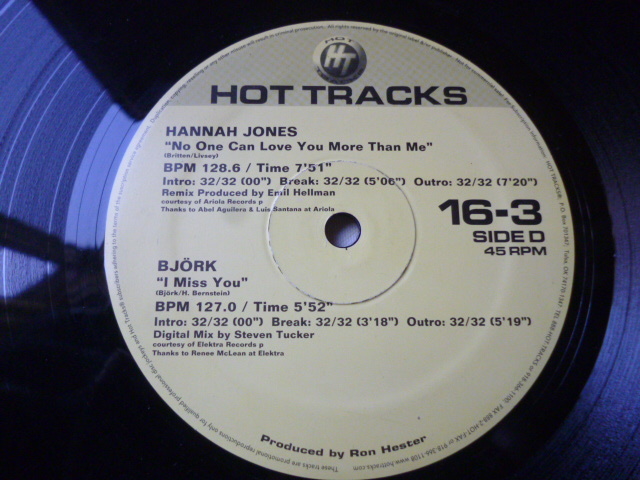 HOT
HT
HOT TRACKS
HANNAH JONES
"No One Can Love You More Than Me"
(Britten/Livsey)
BPM 128.6 / Time 7'51"
Intro: 32/32 (00") Break: 32/32 (5'06") Outro: 32/32 (7'20")
Remix Produced by Emil Hellman
courtesy of Ariola Records p
Thanks to Abel Aguilera & Luis Santana at Ariola
16-3
SIDE D
45 RPM
BJÖRK
"I Miss You"
(Björk/H. Bernstein)
BPM 127.0 / Time 5'52"
Intro: 32/32 (00") Break: 32/32 (3'18") Outro: 32/32 (5'19")
Digital Mix by Steven Tucker
courtesy of Elektra Records p
Thanks to Renee McLean at Elektra
Produced by Ron Hester